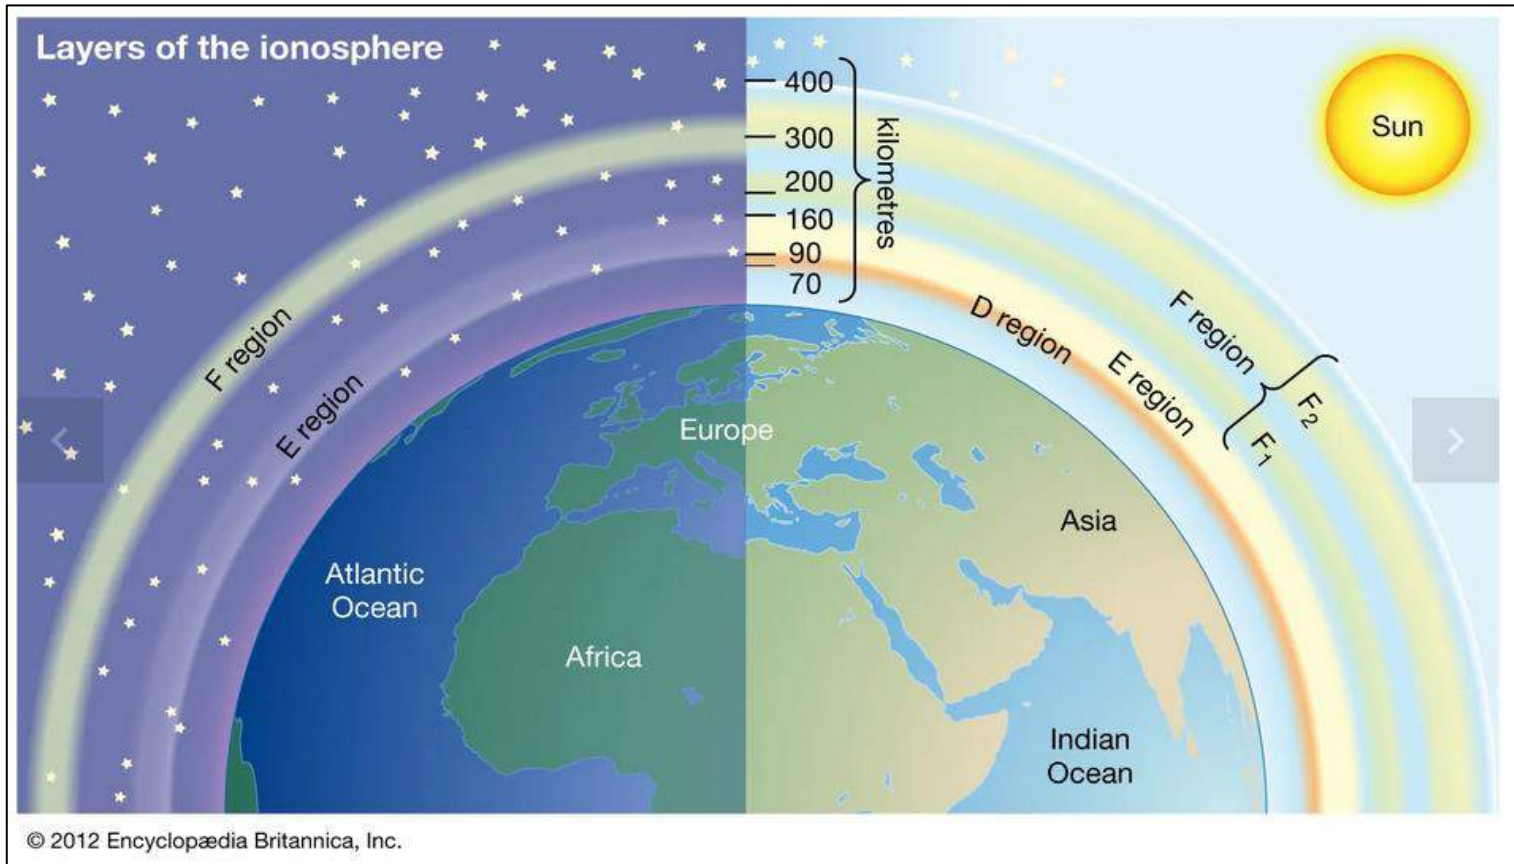 Layers of the ionosphere
400
300
200
160
90
70
kilometres
Sun
F region
E region
D region
E region
F region
F2
F1
Europe
Asia
Atlantic
Ocean
Africa
Indian
Ocean
© 2012 Encyclopædia Britannica, Inc.